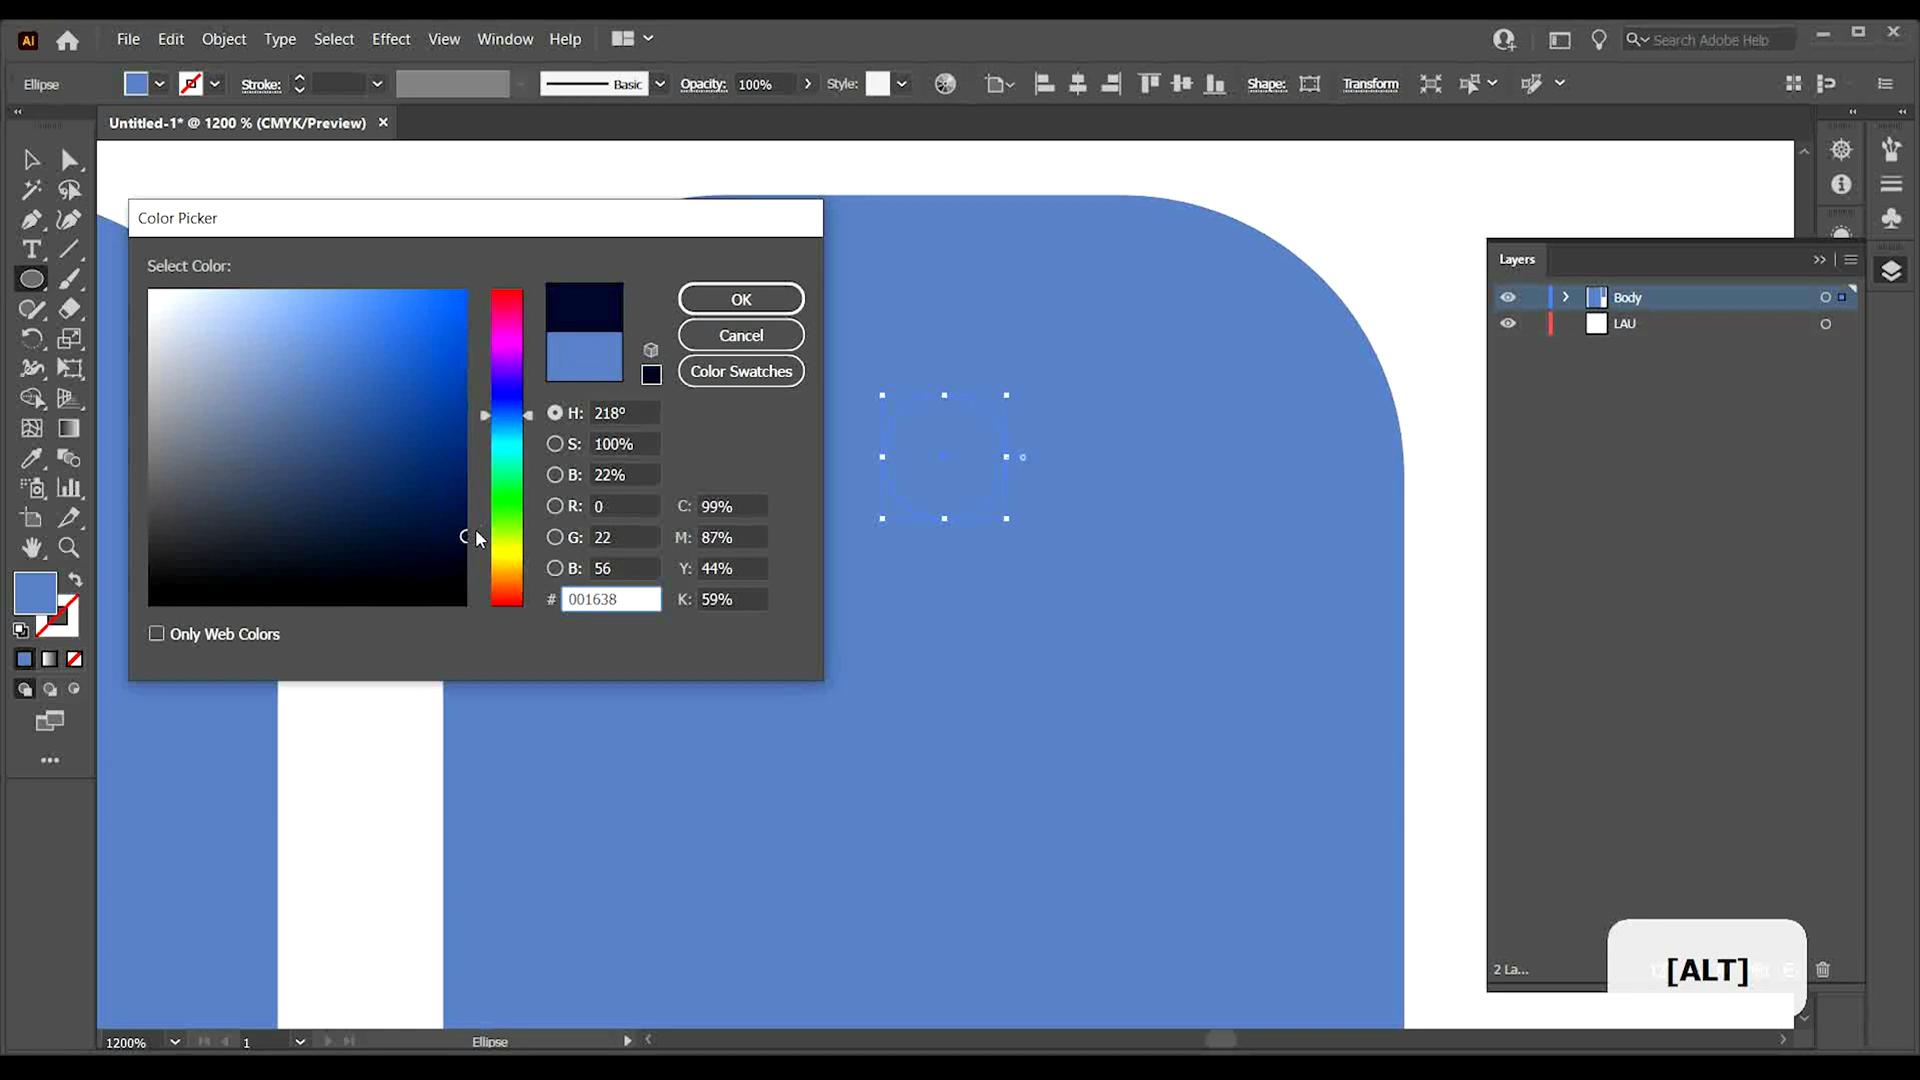 Ai File Edit Object Type Select Effect View Window Help Search Adobe Help
Ellipse Stroke: Basic Opacity: 100% Style: Shape: Transform
Untitled-1* @ 1200 % (CMYK/Preview) ×
Color Picker
Select Color:
OK
Cancel
Color Swatches
H: 218º
S: 100%
B: 22%
R: 0 C: 99%
G: 22 M: 87%
B: 56 Y: 44%
# 001638 K: 59%
Only Web Colors
Layers
Body
LAU
2 La...
[ALT]
1200% 1 Ellipse